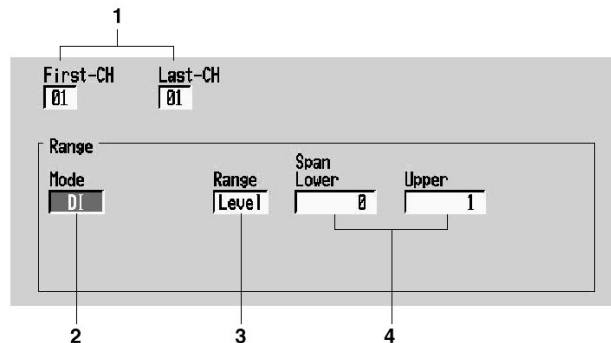 1
First-CH Last-CH
01 01
Range
Mode Range Span Lower Upper
DI Level 0 1
2 3 4